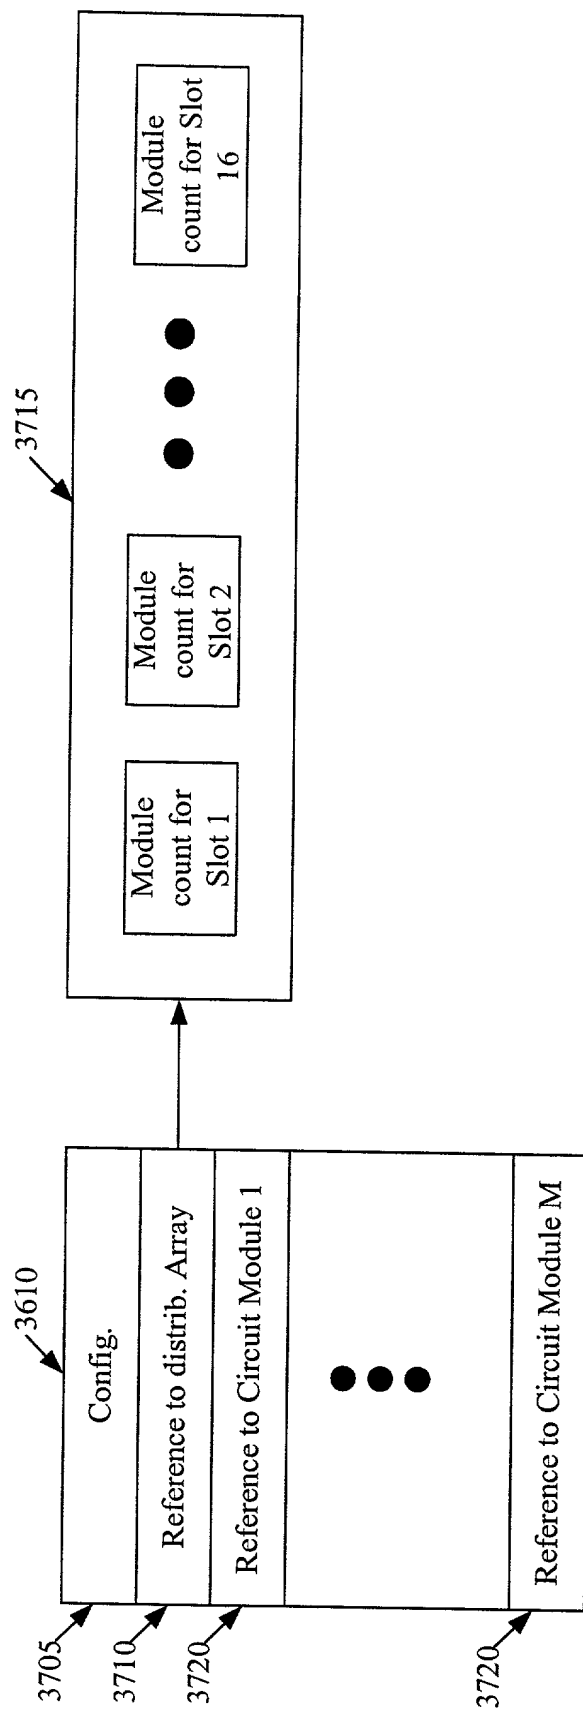 3610
3705
Config.
3710
Reference to distrib. Array
3720
Reference to Circuit Module 1
3720
Reference to Circuit Module M
3715
Module
count for
Slot 1
Module
count for
Slot 2
Module
count for Slot
16